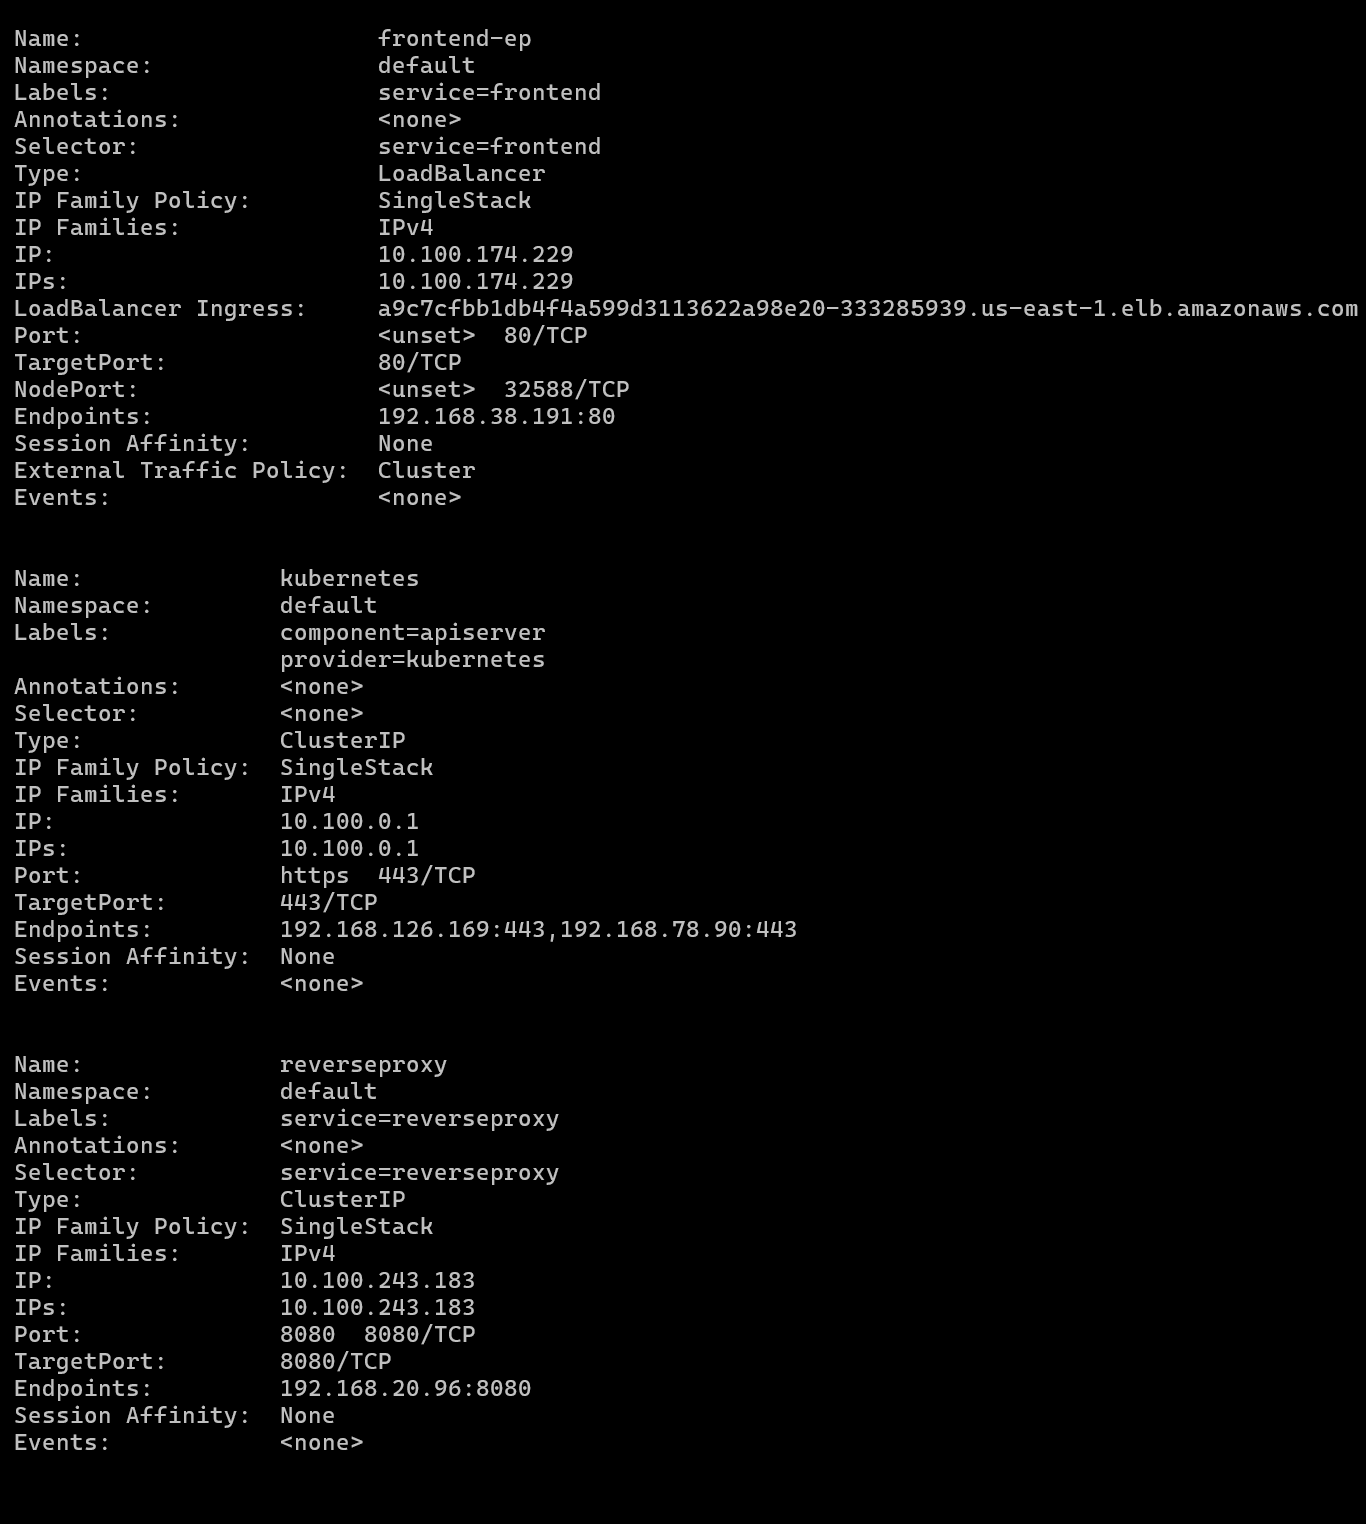 Name:                     frontend-ep
Namespace:                default
Labels:                   service=frontend
Annotations:              <none>
Selector:                 service=frontend
Type:                     LoadBalancer
IP Family Policy:         SingleStack
IP Families:              IPv4
IP:                       10.100.174.229
IPs:                      10.100.174.229
LoadBalancer Ingress:     a9c7cfbb1db4f4a599d3113622a98e20-333285939.us-east-1.elb.amazonaws.com
Port:                     <unset>  80/TCP
TargetPort:               80/TCP
NodePort:                 <unset>  32588/TCP
Endpoints:                192.168.38.191:80
Session Affinity:         None
External Traffic Policy:  Cluster
Events:                   <none>

Name:              kubernetes
Namespace:         default
Labels:            component=apiserver
                   provider=kubernetes
Annotations:       <none>
Selector:          <none>
Type:              ClusterIP
IP Family Policy:  SingleStack
IP Families:       IPv4
IP:                10.100.0.1
IPs:               10.100.0.1
Port:              https  443/TCP
TargetPort:        443/TCP
Endpoints:         192.168.126.169:443,192.168.78.90:443
Session Affinity:  None
Events:            <none>

Name:              reverseproxy
Namespace:         default
Labels:            service=reverseproxy
Annotations:       <none>
Selector:          service=reverseproxy
Type:              ClusterIP
IP Family Policy:  SingleStack
IP Families:       IPv4
IP:                10.100.243.183
IPs:               10.100.243.183
Port:              8080  8080/TCP
TargetPort:        8080/TCP
Endpoints:         192.168.20.96:8080
Session Affinity:  None
Events:            <none>